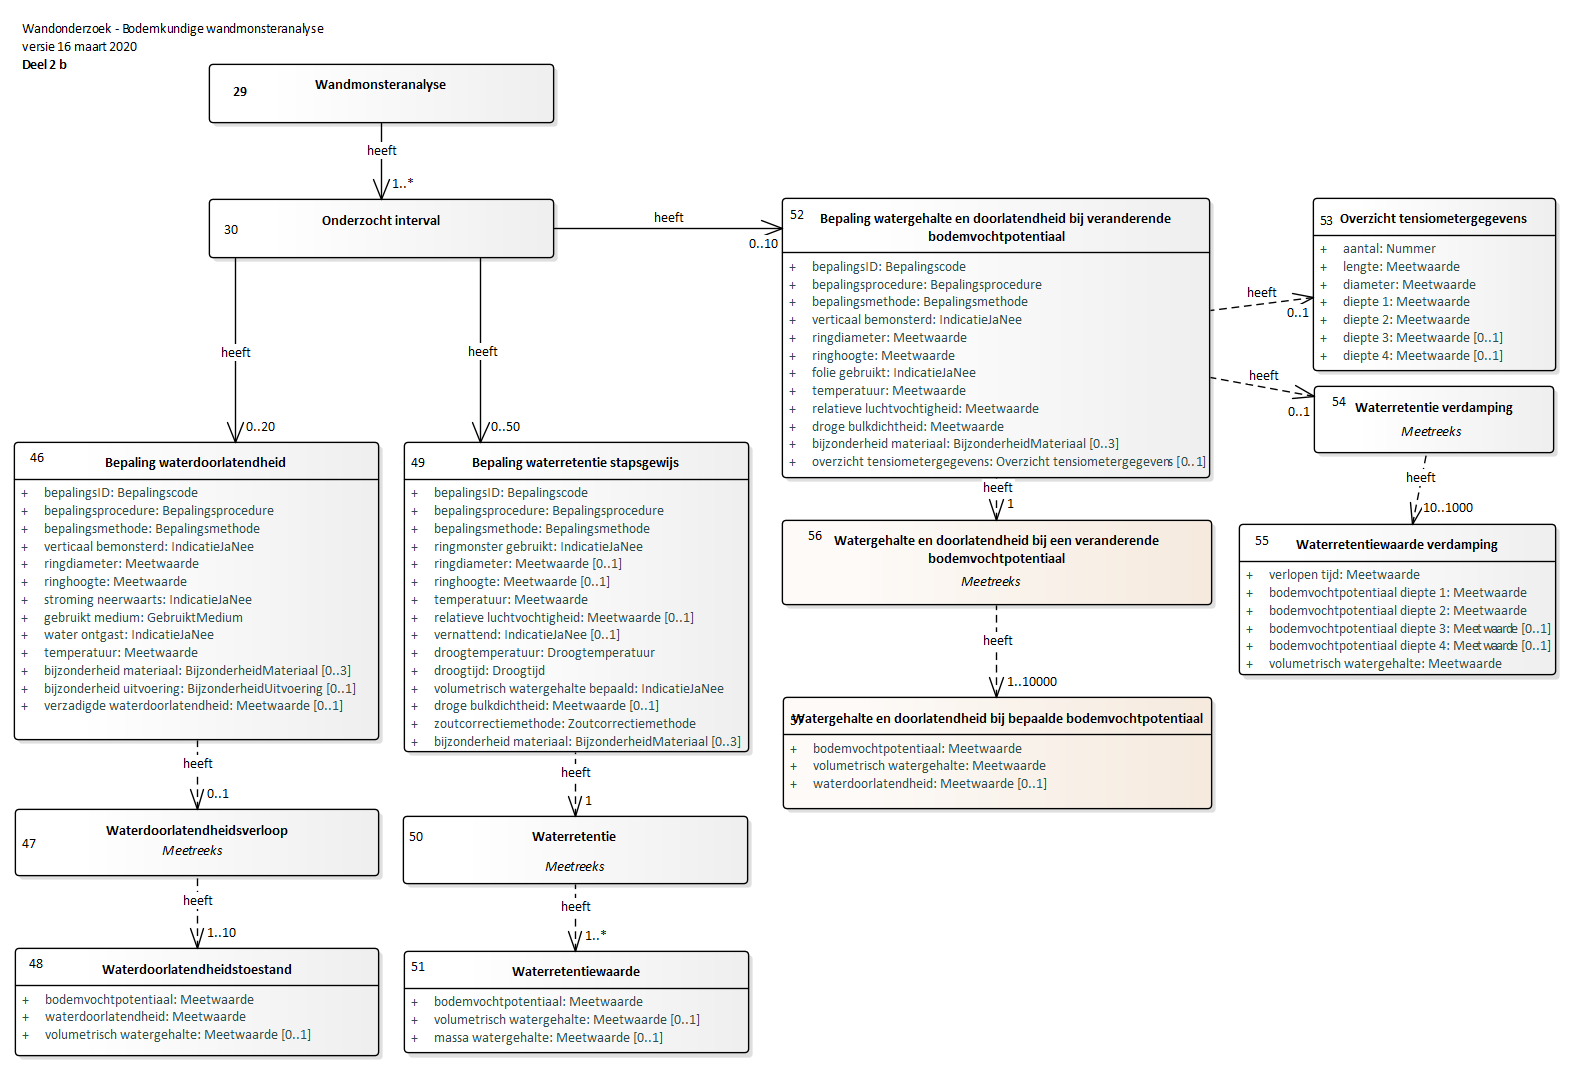 Wandonderzoek - Bodemkundige wandmonsteranalyse
versie 16 maart 2020
Deel 2 b
29
Wandmonsteranalyse
heeft
1..*
30
Onderzocht interval
heeft
0..10
heeft
0..20
heeft
0..50
46
Bepaling waterdoorlatendheid
+ bepalingsID: Bepalingscode
+ bepalingsprocedure: Bepalingsprocedure
+ bepalingsmethode: Bepalingsmethode
+ verticaal bemonsterd: IndicatieJaNee
+ ringdiameter: Meetwaarde
+ ringhoogte: Meetwaarde
+ stroming neerwaarts: IndicatieJaNee
+ gebruikt medium: GebruiktMedium
+ water ontgast: IndicatieJaNee
+ temperatuur: Meetwaarde
+ bijzonderheid materiaal: BijzonderheidMateriaal [0..3]
+ bijzonderheid uitvoering: BijzonderheidUitvoering [0..1]
+ verzadigde waterdoorlatendheid: Meetwaarde [0..1]
heeft
0..1
47
Waterdoorlatendheidsverloop
Meetreeks
heeft
1..10
48
Waterdoorlatendheidstoestand
+ bodemvochtpotentiaal: Meetwaarde
+ waterdoorlatendheid: Meetwaarde
+ volumetrisch watergehalte: Meetwaarde [0..1]
49
Bepaling waterretentie stapsgewijs
+ bepalingsID: Bepalingscode
+ bepalingsprocedure: Bepalingsprocedure
+ bepalingsmethode: Bepalingsmethode
+ ringmonster gebruikt: IndicatieJaNee
+ ringdiameter: Meetwaarde [0..1]
+ ringhoogte: Meetwaarde [0..1]
+ temperatuur: Meetwaarde
+ relatieve luchtvochtigheid: Meetwaarde [0..1]
+ vernattend: IndicatieJaNee [0..1]
+ droogtemperatuur: Droogtemperatuur
+ droogtijd: Droogtijd
+ volumetrisch watergehalte bepaald: IndicatieJaNee
+ droge bulkdichtheid: Meetwaarde [0..1]
+ zoutcorrectiemethode: Zoutcorrectiemethode
+ bijzonderheid materiaal: BijzonderheidMateriaal [0..3]
heeft
1
50
Waterretentie
Meetreeks
heeft
1..*
51
Waterretentiewaarde
+ bodemvochtpotentiaal: Meetwaarde
+ volumetrisch watergehalte: Meetwaarde [0..1]
+ massa watergehalte: Meetwaarde [0..1]
52
Bepaling watergehalte en doorlatendheid bij veranderende
bodemvochtpotentiaal
+ bepalingsID: Bepalingscode
+ bepalingsprocedure: Bepalingsprocedure
+ bepalingsmethode: Bepalingsmethode
+ verticaal bemonsterd: IndicatieJaNee
+ ringdiameter: Meetwaarde
+ ringhoogte: Meetwaarde
+ folie gebruikt: IndicatieJaNee
+ temperatuur: Meetwaarde
+ relatieve luchtvochtigheid: Meetwaarde
+ droge bulkdichtheid: Meetwaarde
+ bijzonderheid materiaal: BijzonderheidMateriaal [0..3]
+ overzicht tensiometergegevens: Overzicht tensiometergegevens [0..1]
heeft
1
56
Watergehalte en doorlatendheid bij een veranderende
bodemvochtpotentiaal
Meetreeks
heeft
1..10000
Watergehalte en doorlatendheid bij bepaalde bodemvochtpotentiaal
+ bodemvochtpotentiaal: Meetwaarde
+ volumetrisch watergehalte: Meetwaarde
+ waterdoorlatendheid: Meetwaarde [0..1]
heeft
0..1
53
Overzicht tensiometergegevens
+ aantal: Nummer
+ lengte: Meetwaarde
+ diameter: Meetwaarde
+ diepte 1: Meetwaarde
+ diepte 2: Meetwaarde
+ diepte 3: Meetwaarde [0..1]
+ diepte 4: Meetwaarde [0..1]
heeft
0..1
54
Waterretentie verdamping
Meetreeks
heeft
10..1000
55
Waterretentiewaarde verdamping
+ verlopen tijd: Meetwaarde
+ bodemvochtpotentiaal diepte 1: Meetwaarde
+ bodemvochtpotentiaal diepte 2: Meetwaarde
+ bodemvochtpotentiaal diepte 3: Meetwaarde [0..1]
+ bodemvochtpotentiaal diepte 4: Meetwaarde [0..1]
+ volumetrisch watergehalte: Meetwaarde